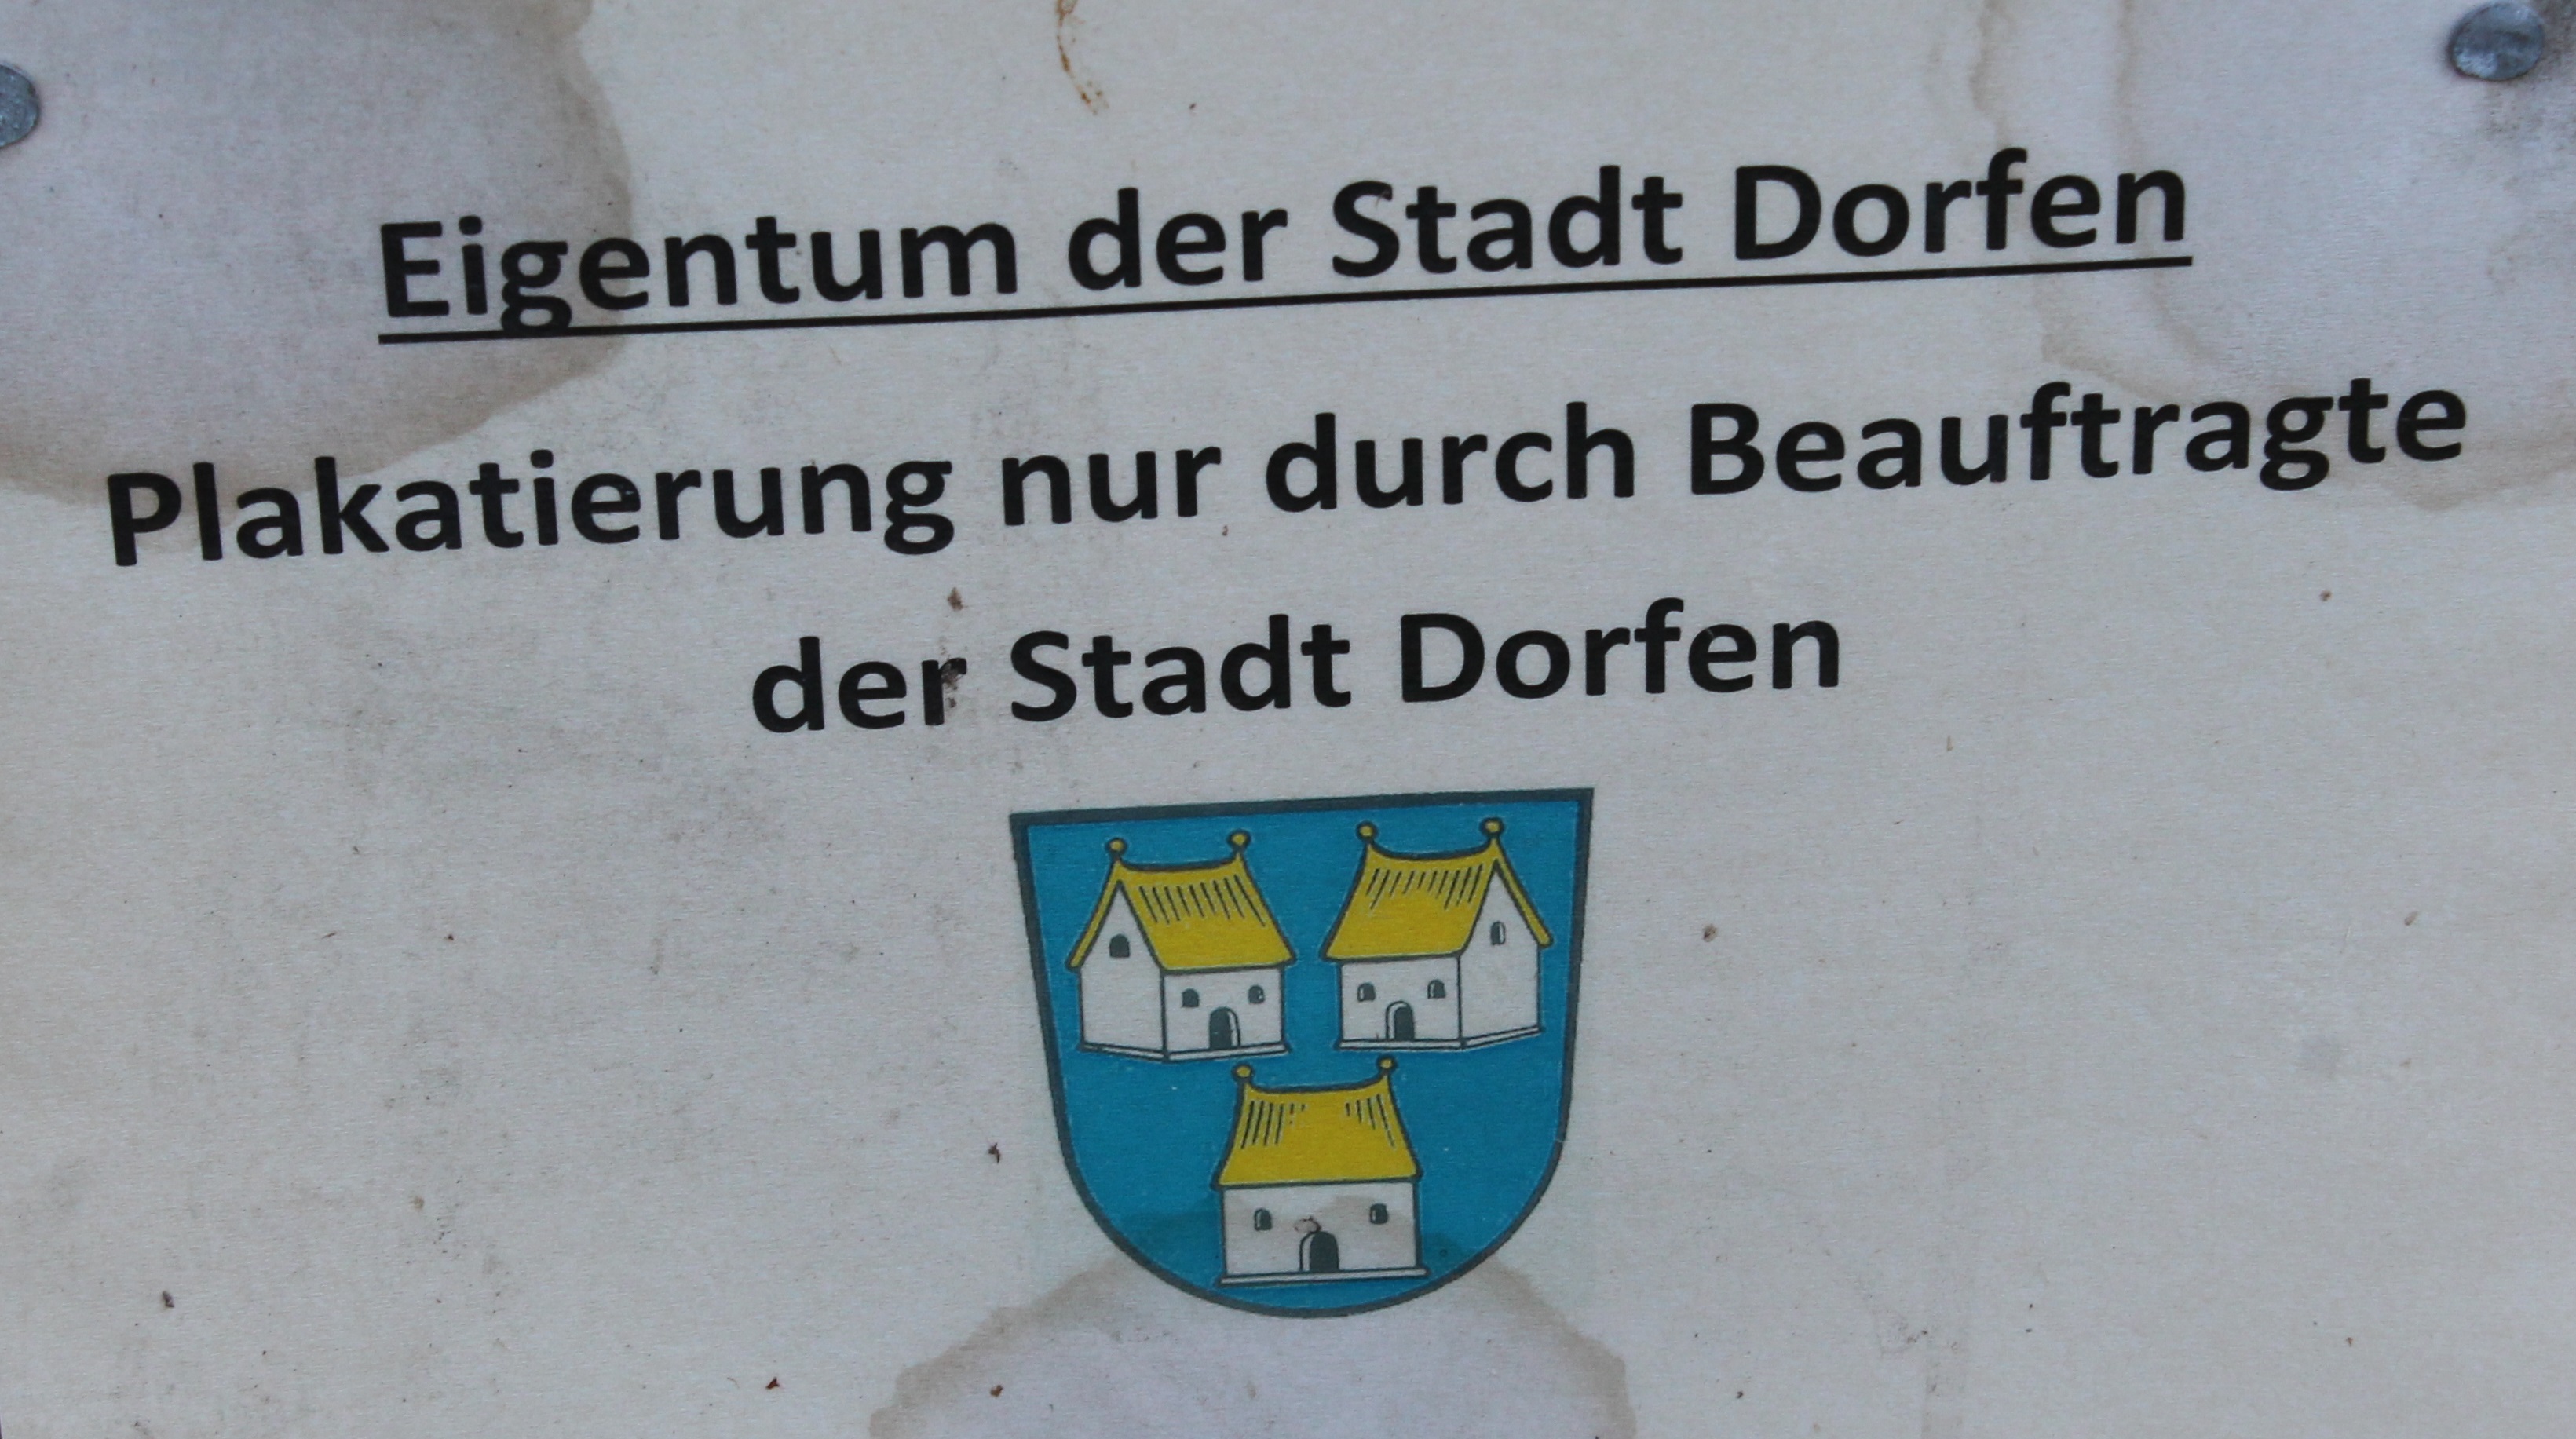 Eigentum der Stadt Dorfen
Plakatierung nur durch Beauftragte
der Stadt Dorfen